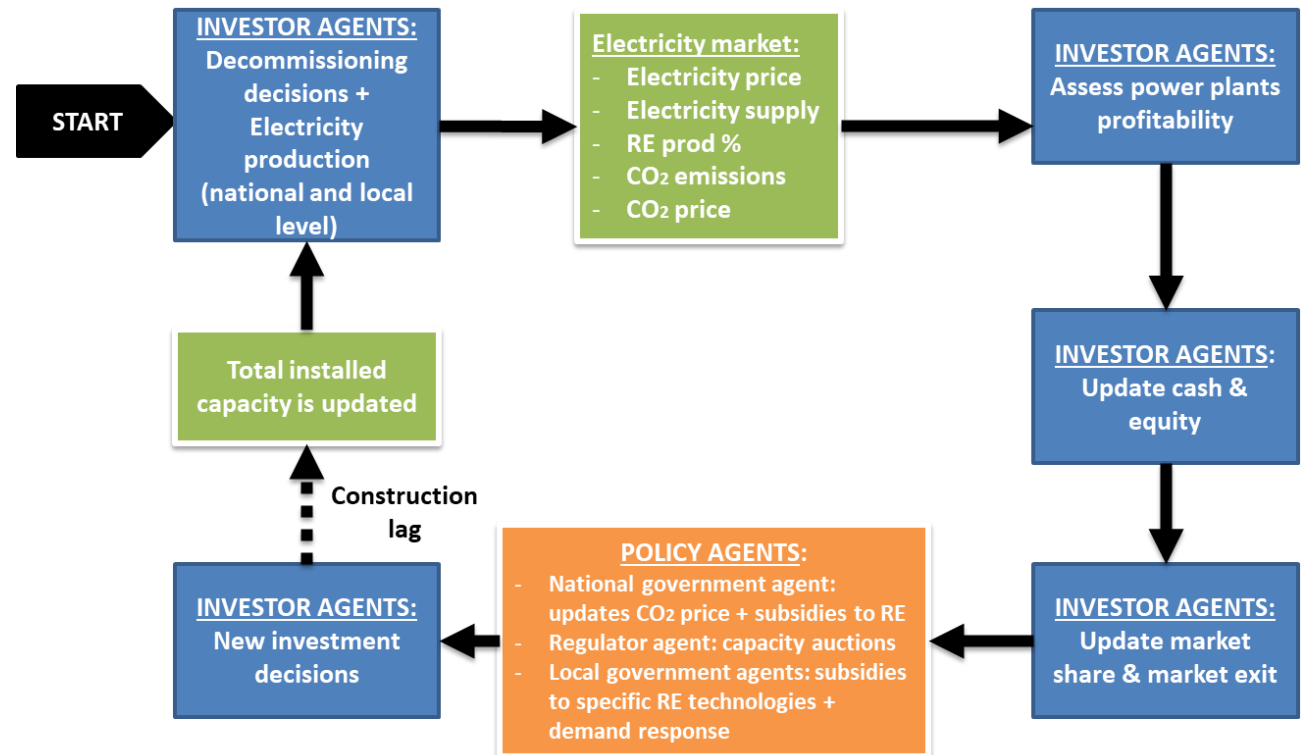 START
INVESTOR AGENTS:
Decommissioning
decisions +
Electricity
production
(national and local
level)
Electricity market:
- Electricity price
- Electricity supply
- RE prod %
- CO₂ emissions
- CO₂ price
INVESTOR AGENTS:
Assess power plants
profitability
INVESTOR AGENTS:
Update cash &
equity
INVESTOR AGENTS:
Update market
share & market exit
POLICY AGENTS:
- National government agent:
updates CO₂ price + subsidies to RE
- Regulator agent: capacity auctions
- Local government agents: subsidies
to specific RE technologies +
demand response
INVESTOR AGENTS:
New investment
decisions
Construction
lag
Total installed
capacity is updated